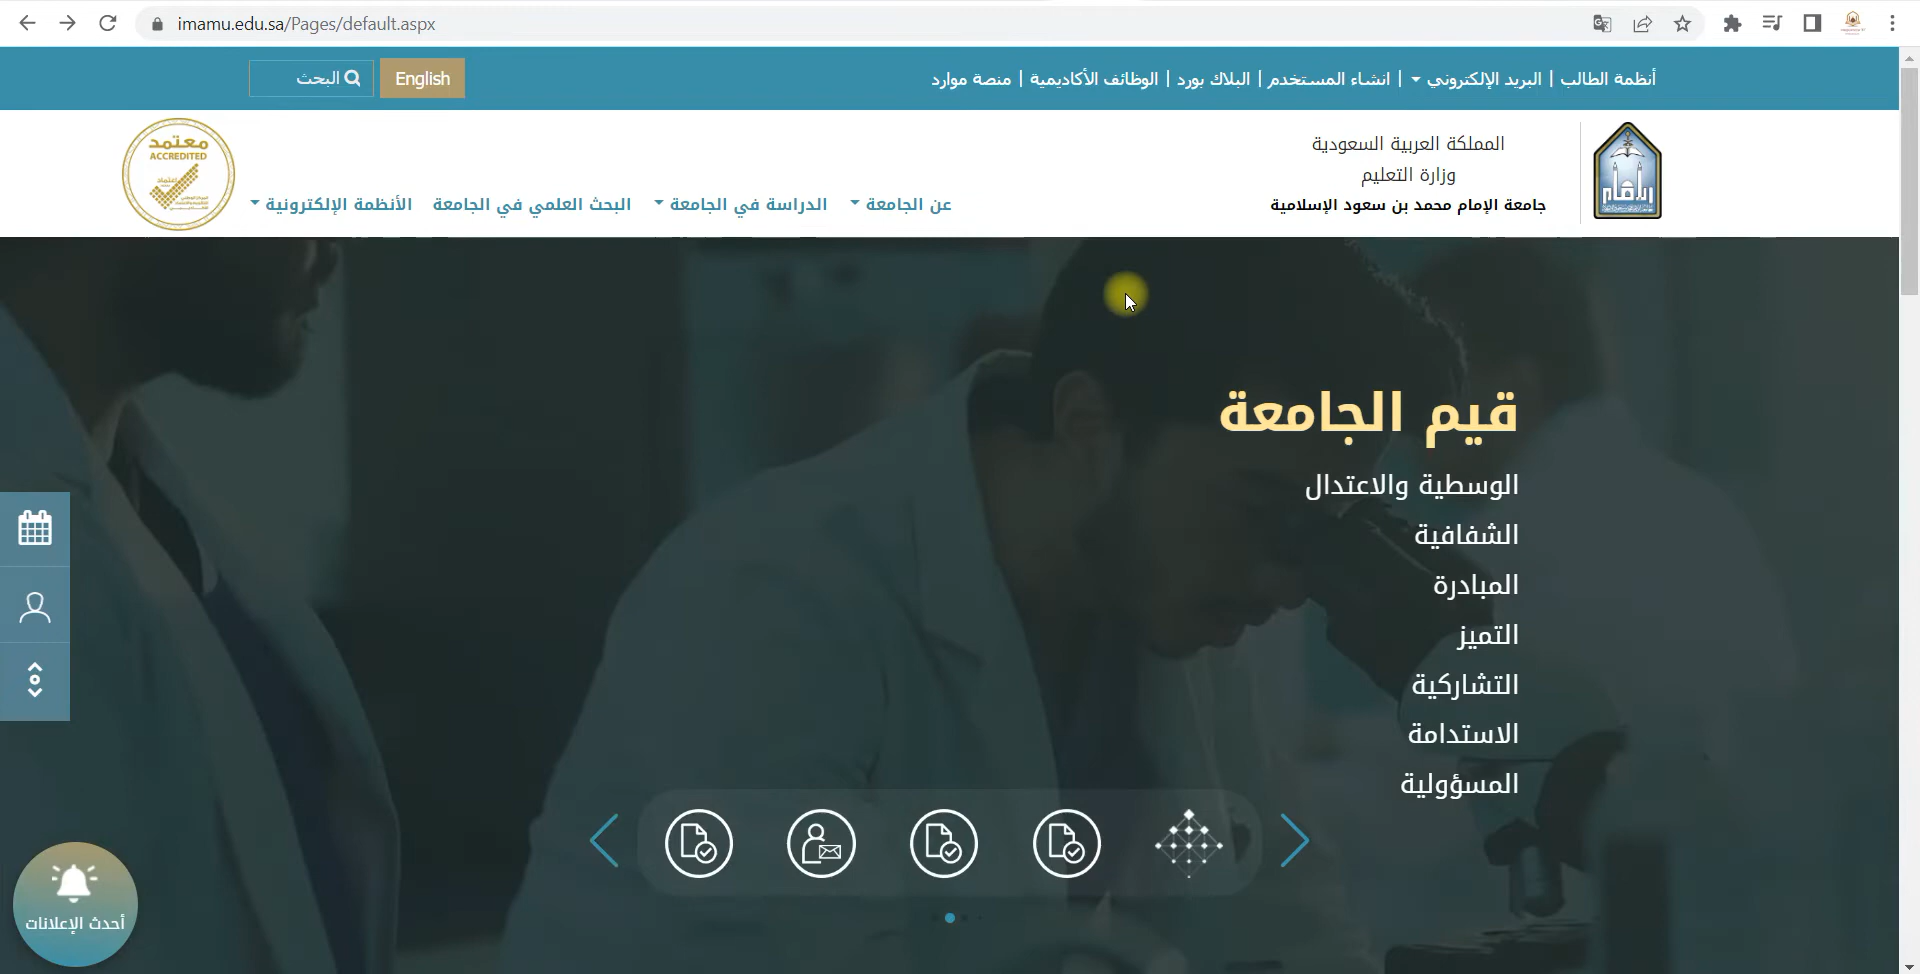 imamu.edu.sa/Pages/default.aspx
أنظمة الطالب | البريد الإلكتروني | انشاء المستخدم | البلاك بورد | الوظائف الأكاديمية | منصة موارد
English
البحث
المملكة العربية السعودية
وزارة التعليم
جامعة الإمام محمد بن سعود الإسلامية
عن الجامعة
الدراسة في الجامعة
البحث العلمي في الجامعة
الأنظمة الإلكترونية
معتمد
ACCREDITED
اعتماد
قيم الجامعة
الوسطية والاعتدال
الشفافية
المبادرة
التميز
التشاركية
الاستدامة
المسؤولية
أحدث الإعلانات